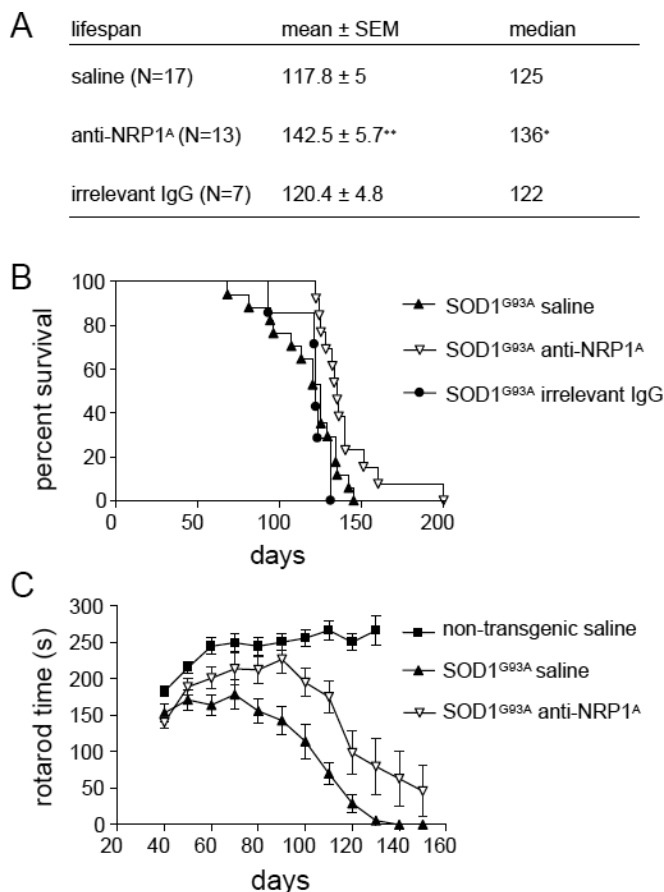 A
lifespan mean ± SEM median
saline (N=17) 117.8 ± 5 125
anti-NRP1ᴬ (N=13) 142.5 ± 5.7** 136*
irrelevant IgG (N=7) 120.4 ± 4.8 122
B
100
80
60
40
20
0
percent survival
0 100 150 200
days
SOD1ᴳ⁹³ᴬ saline
SOD1ᴳ⁹³ᴬ anti-NRP1ᴬ
SOD1ᴳ⁹³ᴬ irrelevant IgG
C
300
250
200
150
100
50
0
rotarod time (s)
20 40 60 80 100 120 140 160
days
non-transgenic saline
SOD1ᴳ⁹³ᴬ saline
SOD1ᴳ⁹³ᴬ anti-NRP1ᴬ